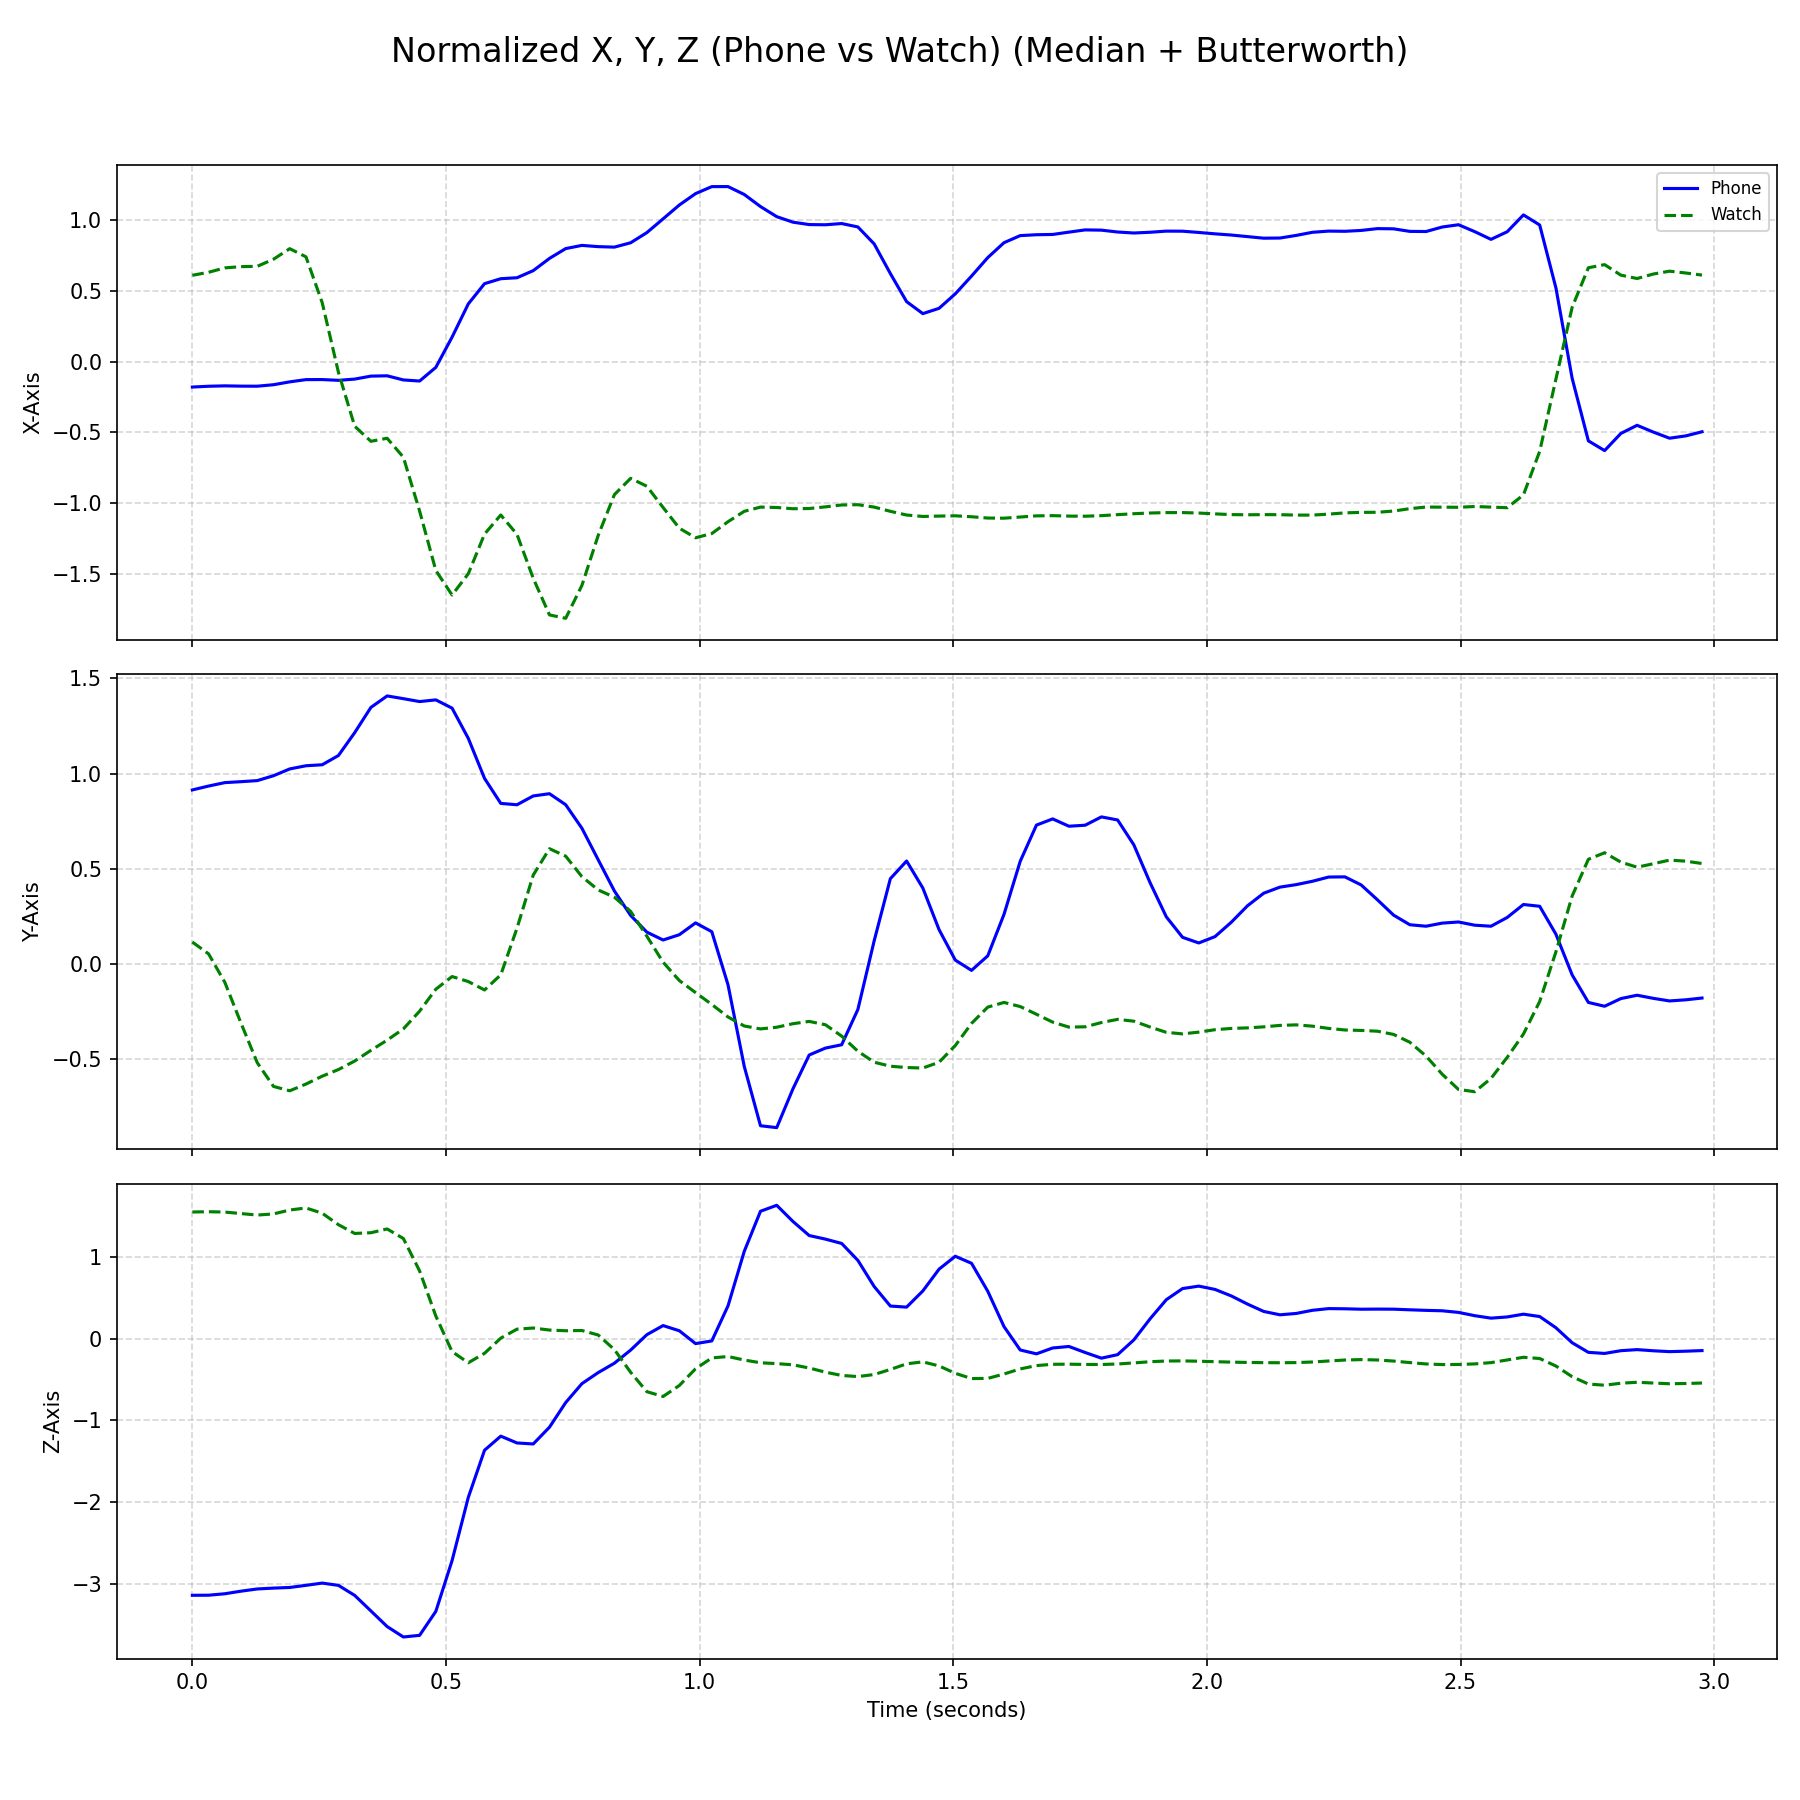 Normalized X, Y, Z (Phone vs Watch) (Median + Butterworth)
Phone
Watch
1.0
0.5
0.0
−0.5
−1.0
−1.5
X-Axis
1.5
1.0
0.5
0.0
−0.5
Y-Axis
1
0
−1
−2
−3
Z-Axis
0.0 0.5 1.0 1.5 2.0 2.5 3.0
Time (seconds)